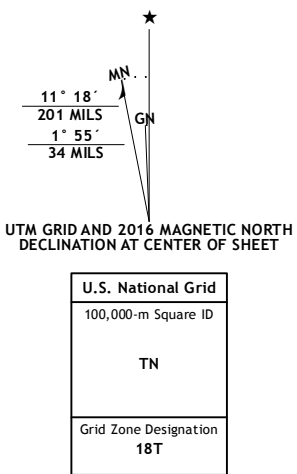 MN
11° 18´
201 MILS
GN
1° 55´
34 MILS
UTM GRID AND 2016 MAGNETIC NORTH
DECLINATION AT CENTER OF SHEET
U.S. National Grid
100,000-m Square ID
TN
Grid Zone Designation
18T